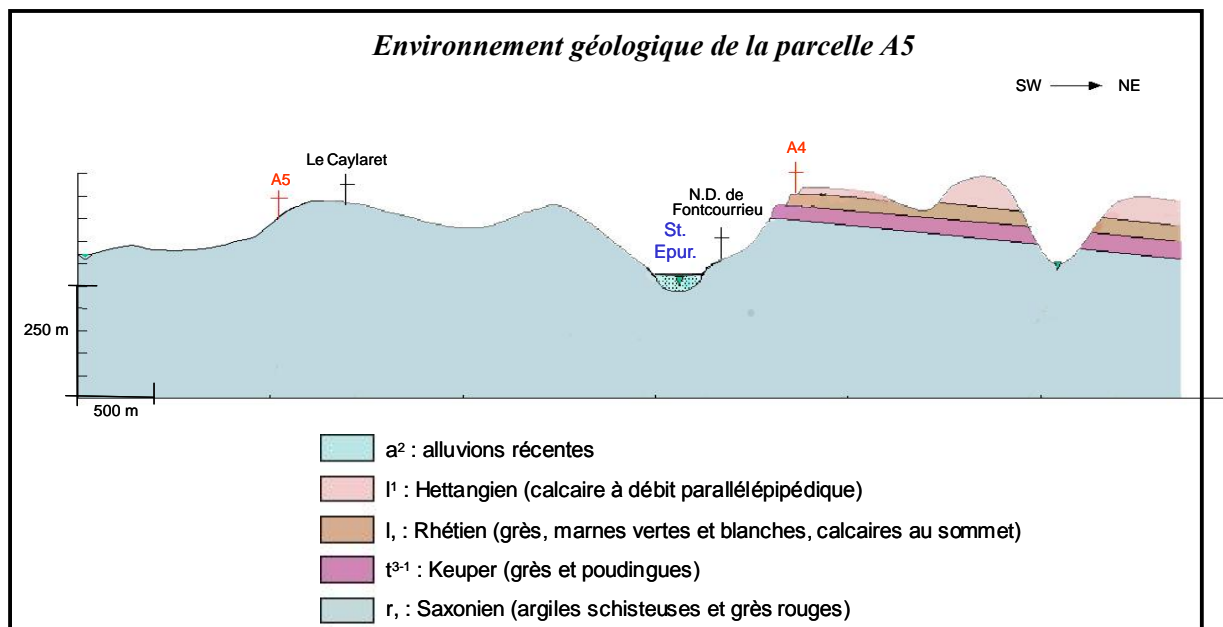 Environnement géologique de la parcelle A5
SW NE
A5
Le Caylaret
A4
N.D. de
Fontcourrieu
St.
Epur.
250 m
500 m
a² : alluvions récentes
l¹ : Hettangien (calcaire à débit parallélépipédique)
l, : Rhétien (grès, marnes vertes et blanches, calcaires au sommet)
t³⁻¹ : Keuper (grès et poudingues)
r, : Saxonien (argiles schisteuses et grès rouges)